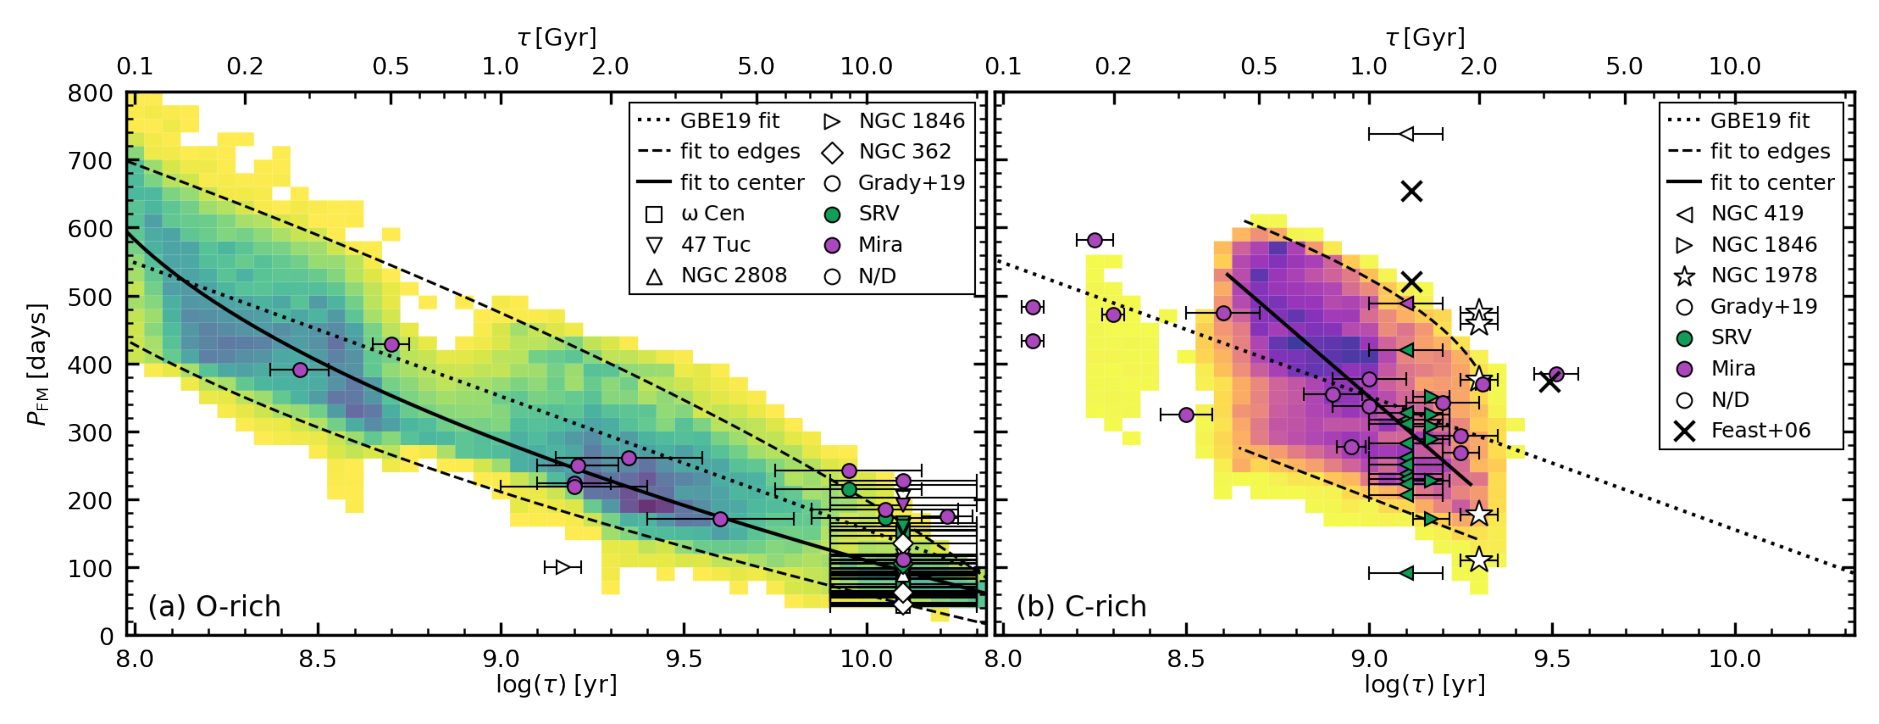 τ [Gyr]
τ [Gyr]
0.1 0.2 0.5 1.0 2.0 5.0 10.0
0.1 0.2 0.5 1.0 2.0 5.0 10.0
800
700
600
500
400
300
200
100
0
P_FM [days]
GBE19 fit
fit to edges
fit to center
ω Cen
47 Tuc
NGC 2808
NGC 1846
NGC 362
Grady+19
SRV
Mira
N/D
(a) O-rich
GBE19 fit
fit to edges
fit to center
NGC 419
NGC 1846
NGC 1978
Grady+19
SRV
Mira
N/D
Feast+06
(b) C-rich
8.0 8.5 9.0 9.5 10.0
8.0 8.5 9.0 9.5 10.0
log(τ) [yr]
log(τ) [yr]